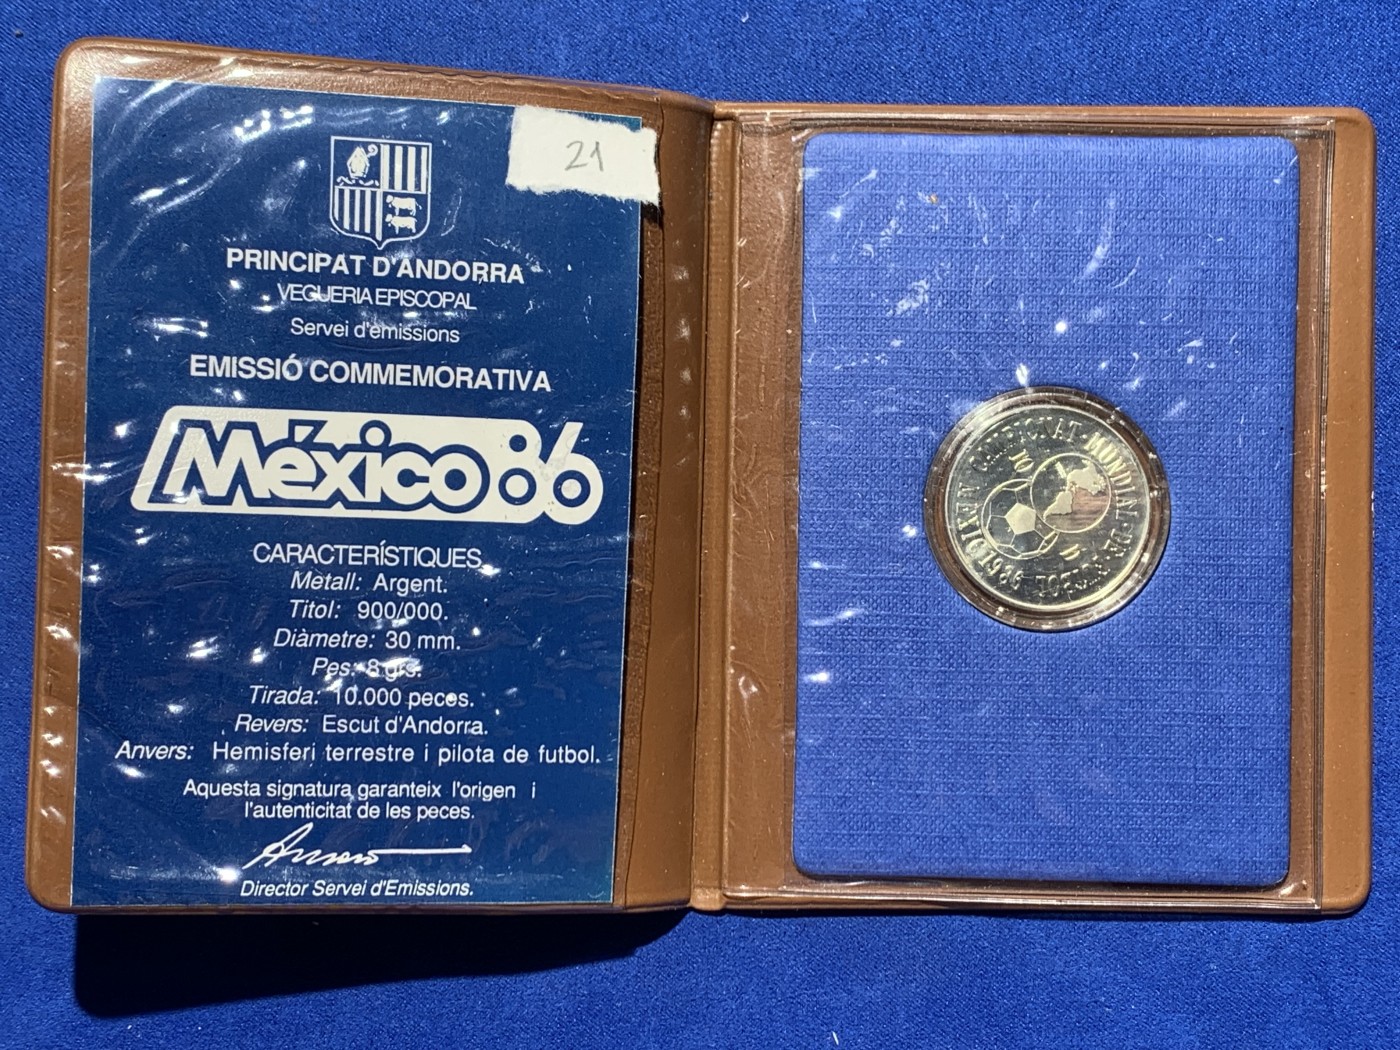 21
PRINCIPAT D'ANDORRA
VEGUERIA EPISCOPAL
Servei d'emissions
EMISSIÓ COMMEMORATIVA
México 86
CARACTERÍSTIQUES
Metall: Argent.
Titol: 900/000.
Diàmetre: 30 mm.
Pes: 8 grs.
Tirada: 10.000 peces.
Revers: Escut d'Andorra.
Anvers: Hemisferi terrestre i pilota de futbol.
Aquesta signatura garanteix l'origen i
l'autenticitat de les peces.
Director Servei d'Emissions.
CAMPIONAT · MUNDIAL · DE FUTBOL
10 D
MEXIC 1986